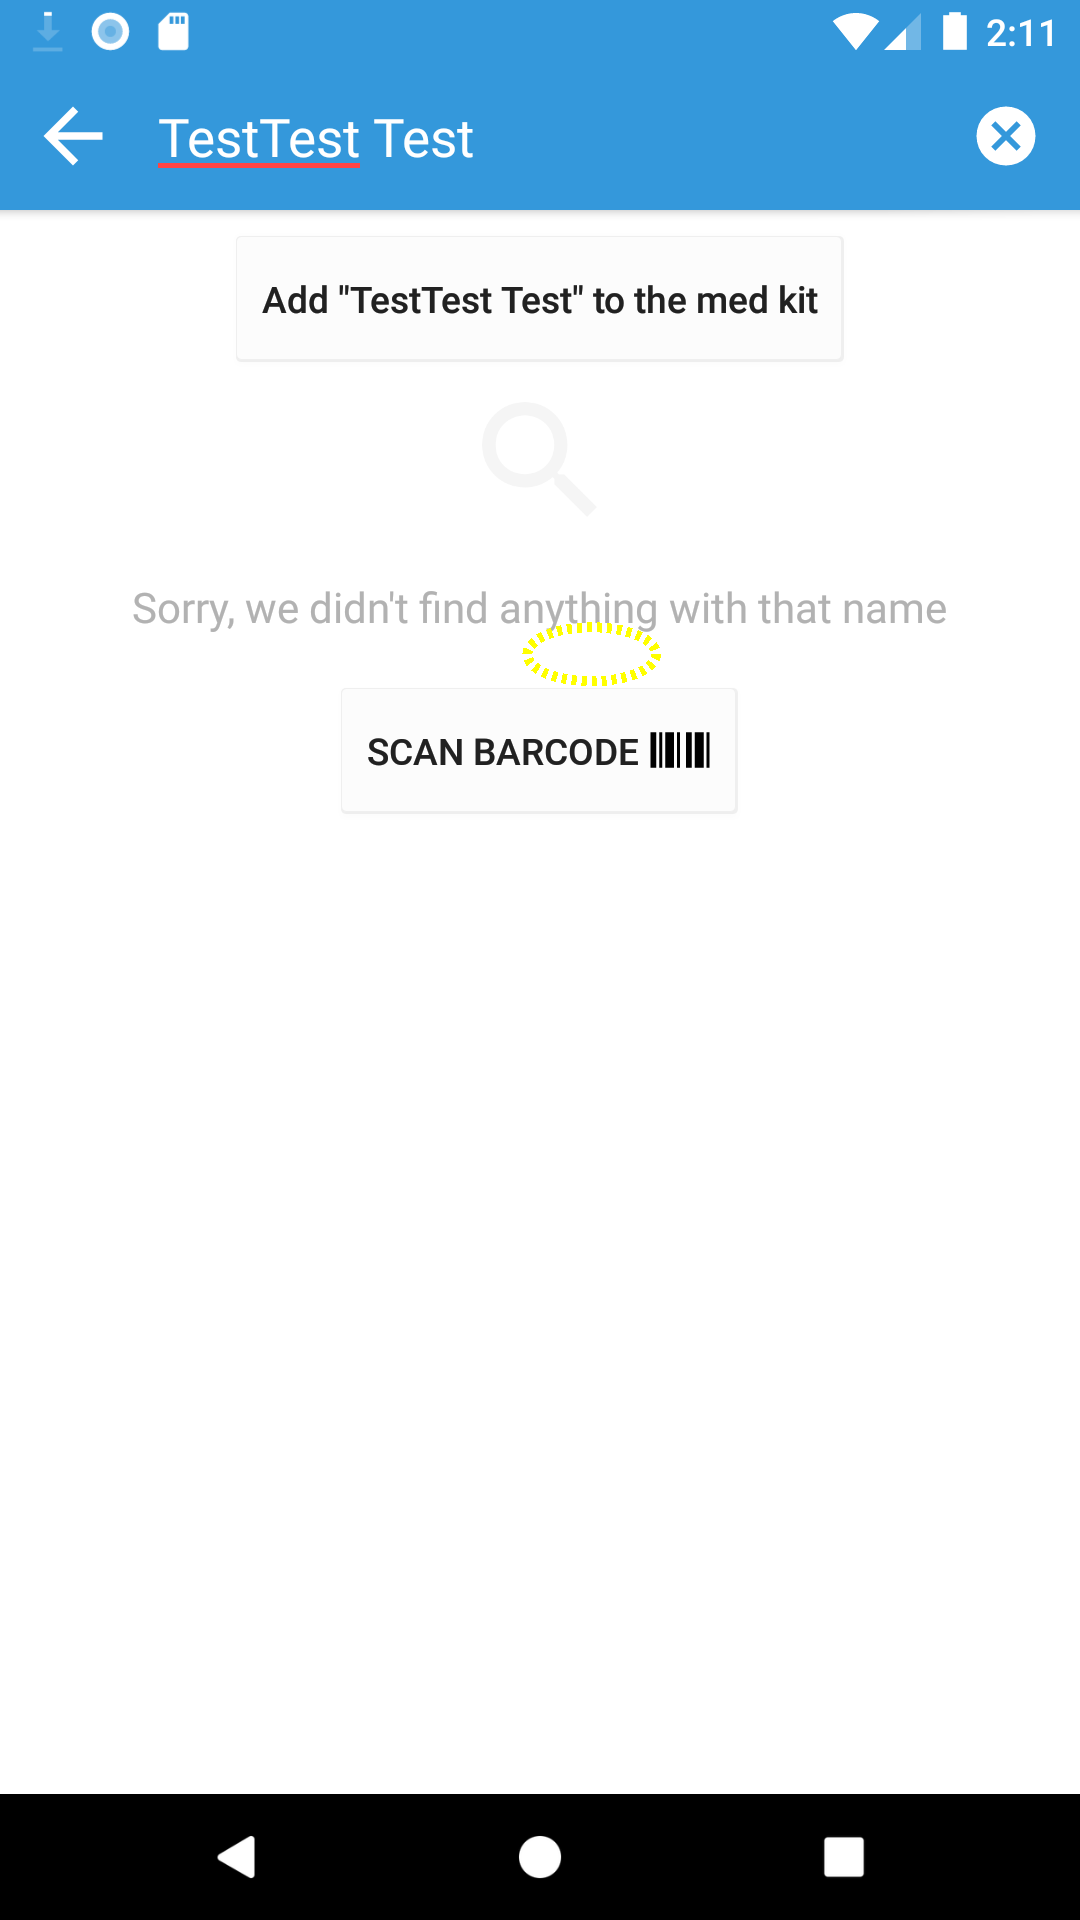 2:11
TestTest Test
Add "TestTest Test" to the med kit
Sorry, we didn't find anything with that name
SCAN BARCODE